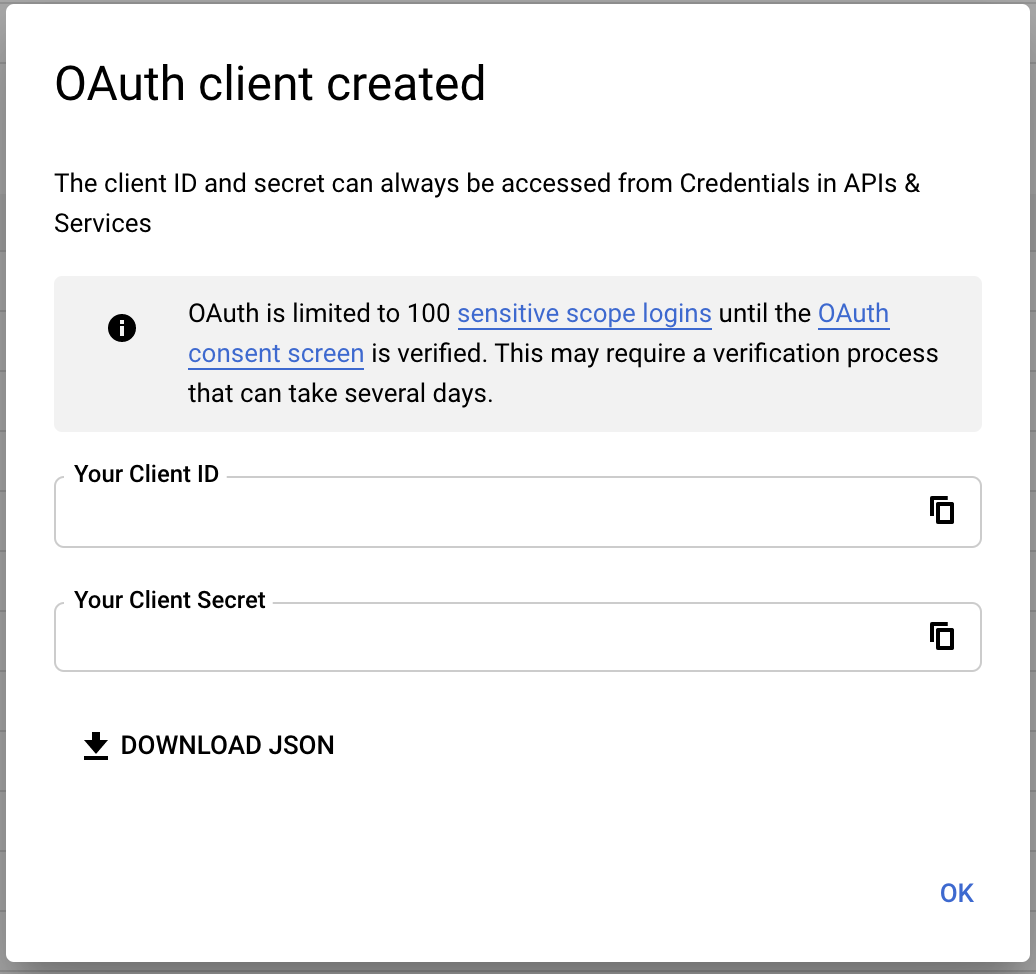 OAuth client created
The client ID and secret can always be accessed from Credentials in APIs &
Services
OAuth is limited to 100 sensitive scope logins until the OAuth
consent screen is verified. This may require a verification process
that can take several days.
Your Client ID
Your Client Secret
DOWNLOAD JSON
OK